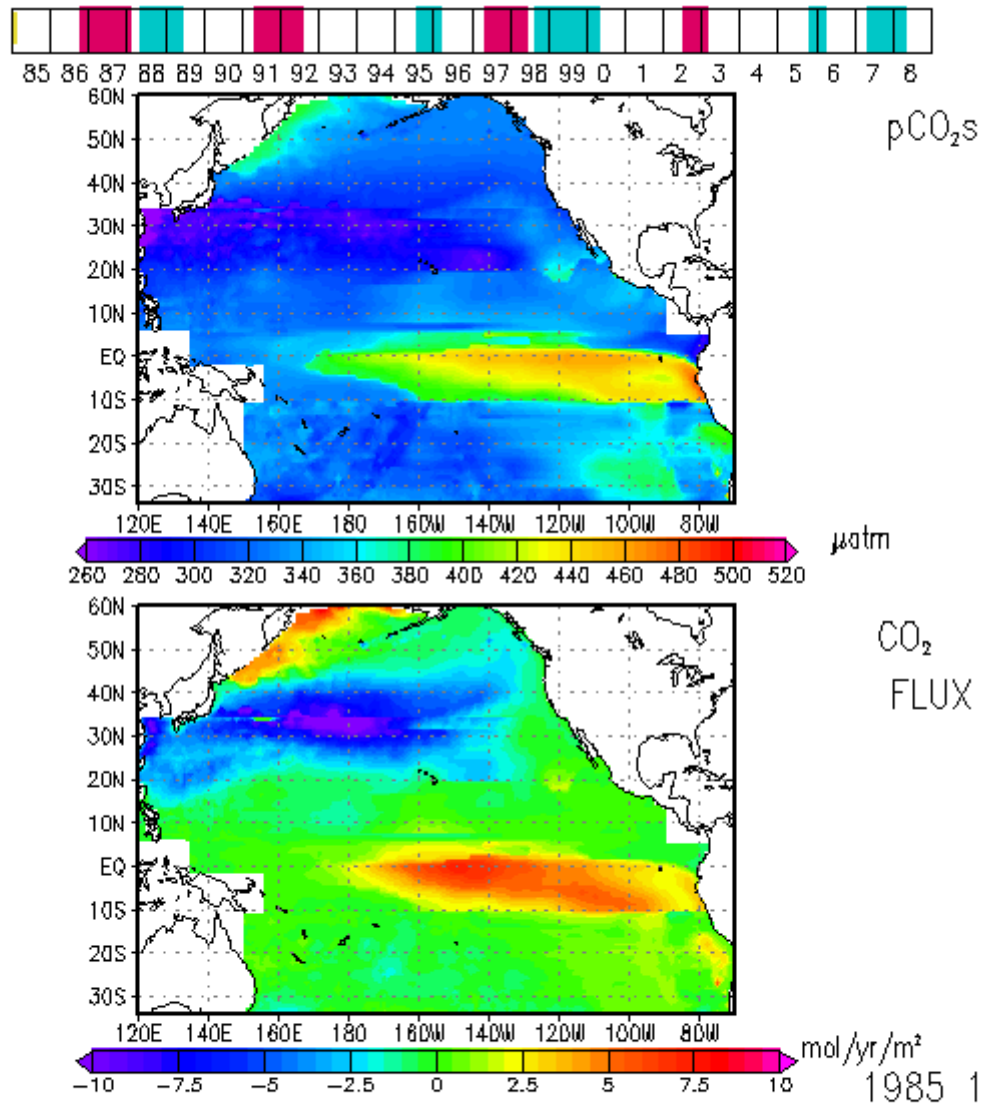 85 86 87 88 89 90 91 92 93 94 95 96 97 98 99 0 1 2 3 4 5 6 7 8
60N
50N
40N
30N
20N
10N
EQ
10S
20S
30S
120E 140E 160E 180 160W 140W 120W 100W 80W
pCO₂s
260 280 300 320 340 360 380 400 420 440 460 480 500 520
μatm
60N
50N
40N
30N
20N
10N
EQ
10S
20S
30S
120E 140E 160E 180 160W 140W 120W 100W 80W
CO₂
FLUX
-10 -7.5 -5 -2.5 0 2.5 5 7.5 10
mol/yr/m²
1985 1